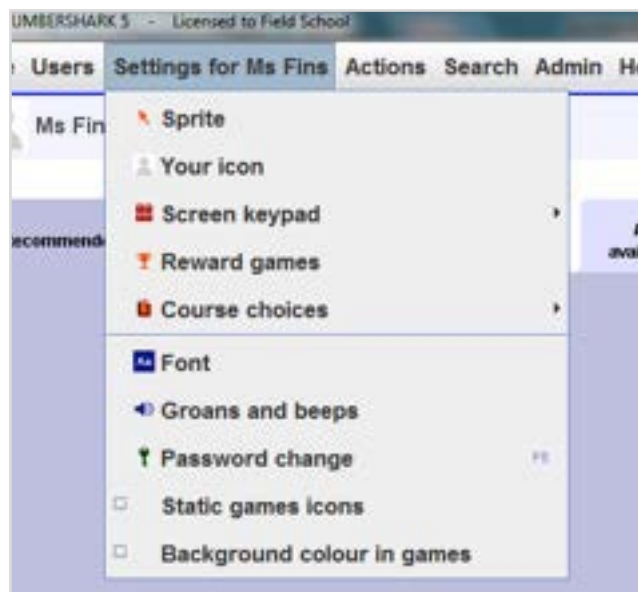 UMBERSHARK 5 - Licensed to Field School
Users Settings for Ms Fins Actions Search Admin
Ms Fin
Sprite
Your icon
Screen keypad
ecommend
Reward games
avai
Course choices
Font
Groans and beeps
Password change
Static games icons
Background colour in games